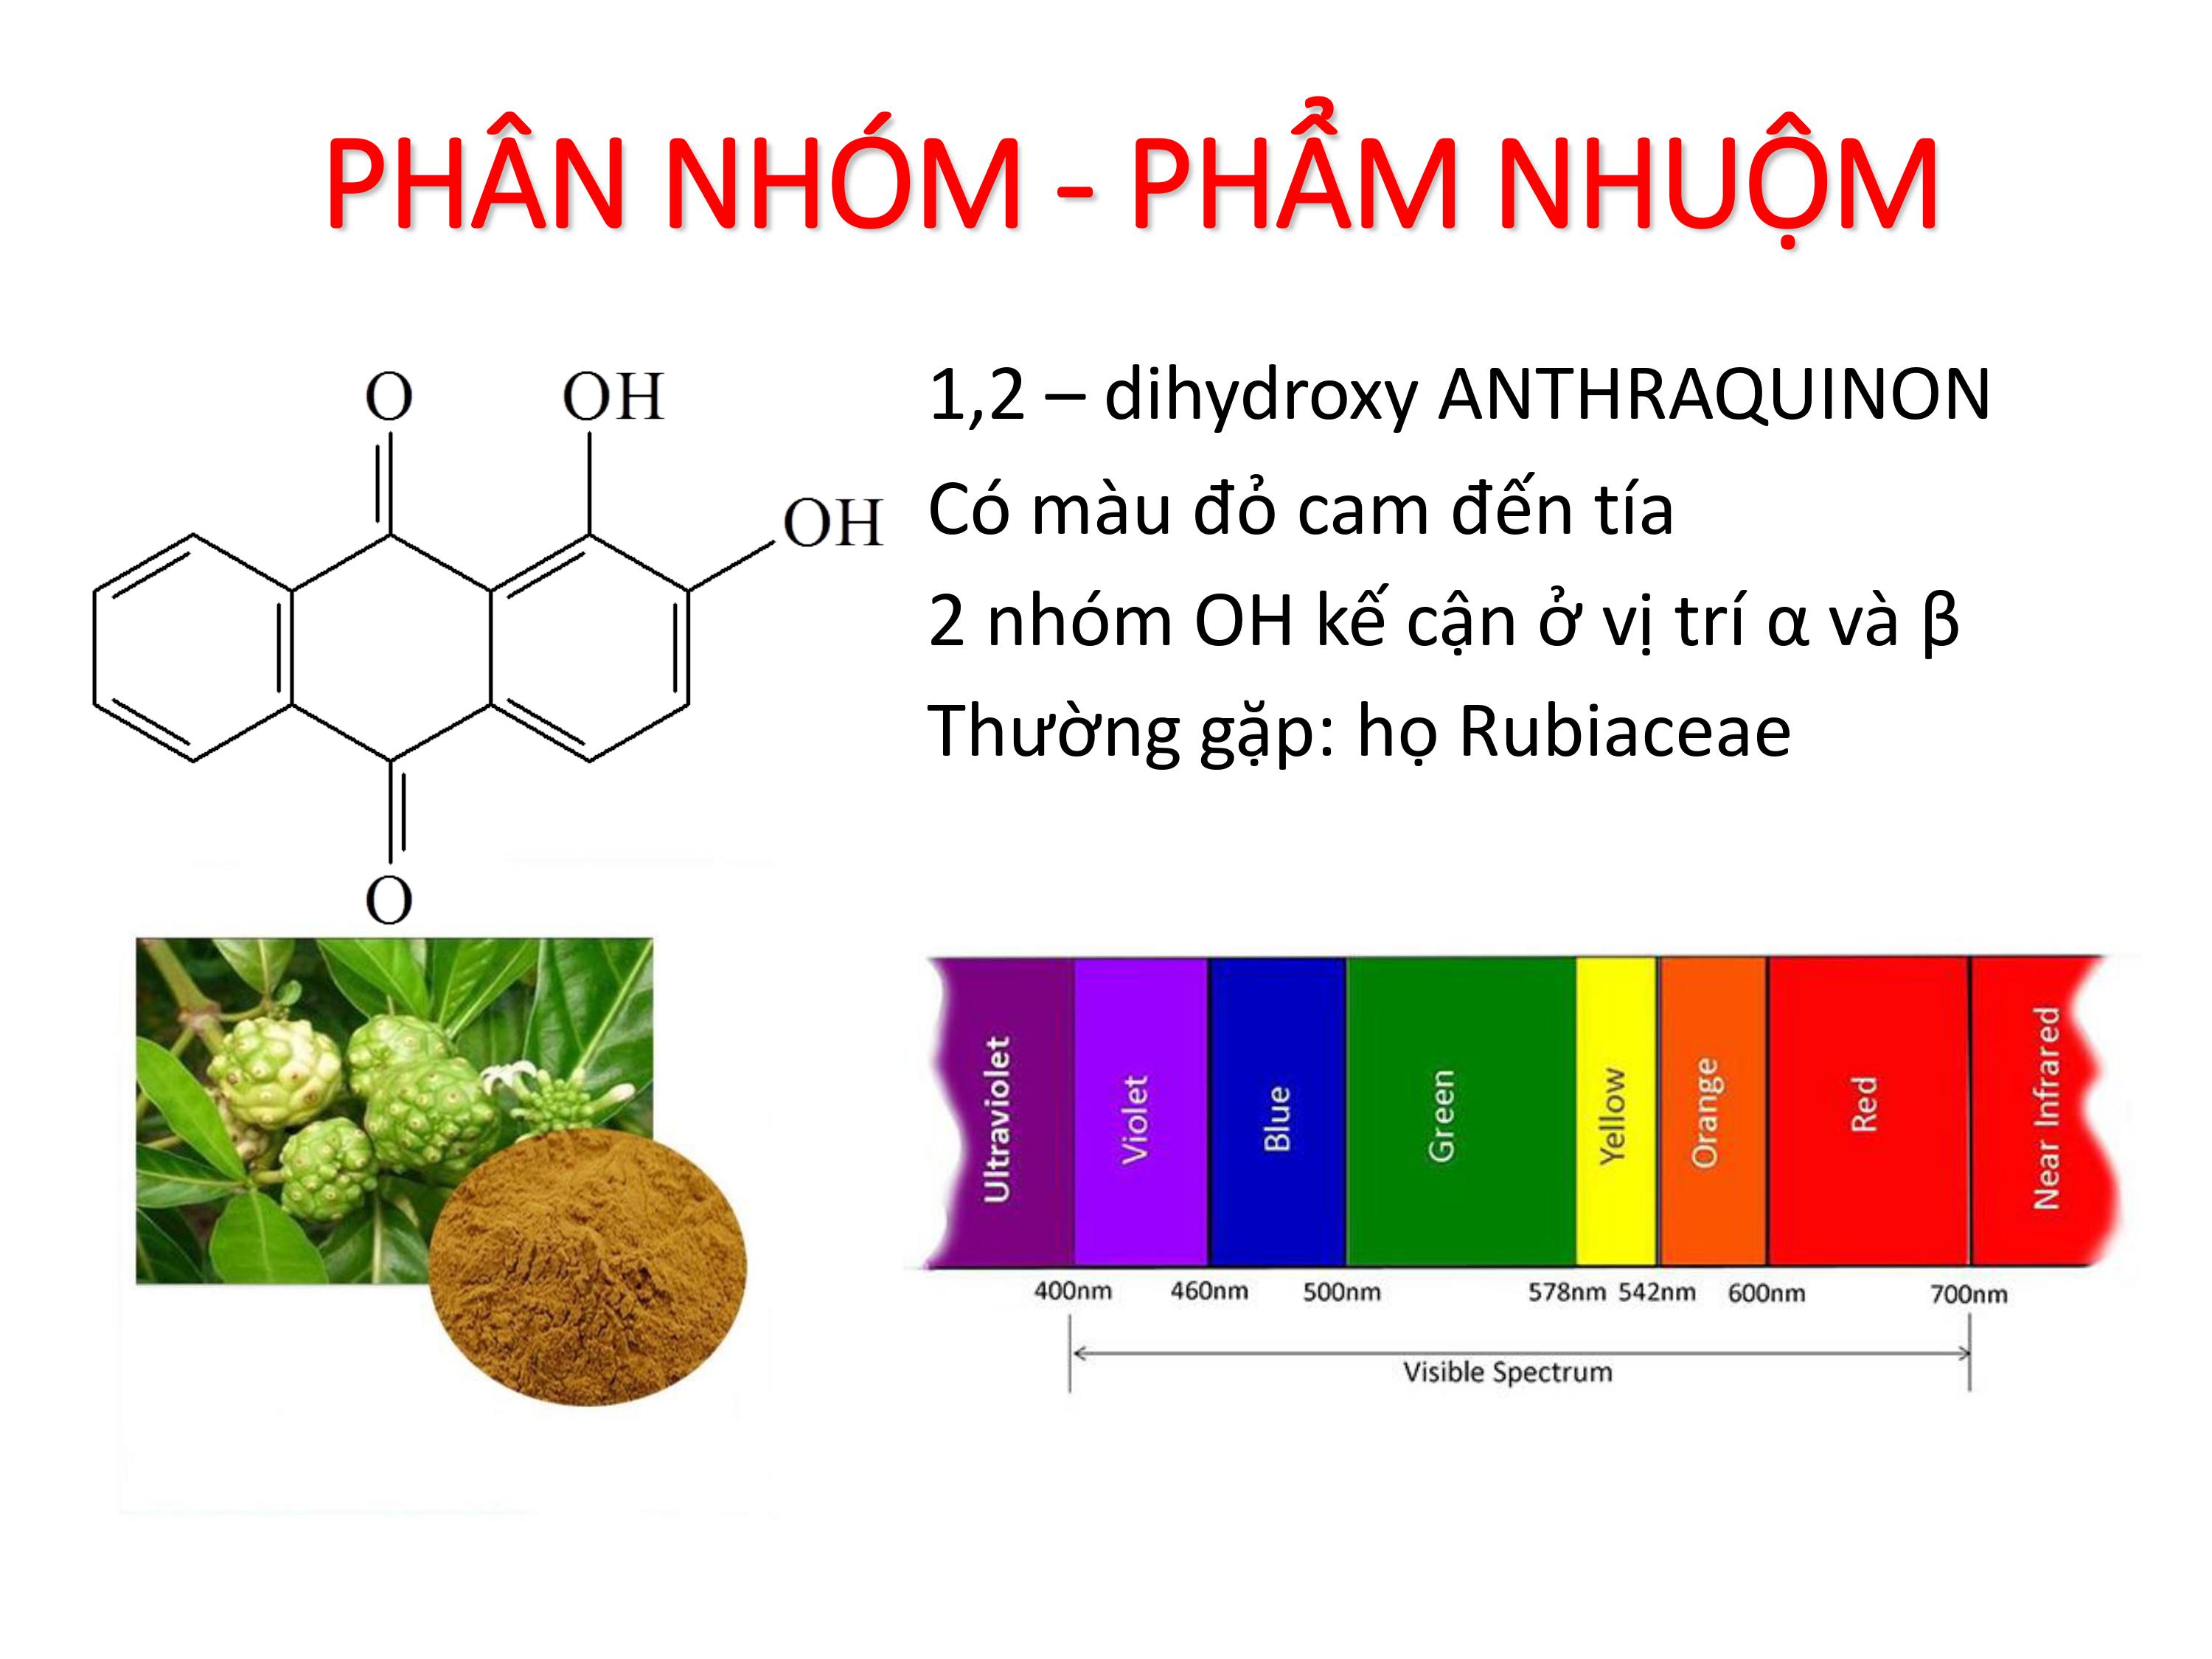 PHÂN NHÓM - PHẨM NHUỘM
O
OH
OH
O
1,2 – dihydroxy ANTHRAQUINON
Có màu đỏ cam đến tía
2 nhóm OH kế cận ở vị trí α và β
Thường gặp: họ Rubiaceae
Ultraviolet
Violet
Blue
Green
Yellow
Orange
Red
Near Infrared
400nm 460nm 500nm 578nm 542nm 600nm 700nm
Visible Spectrum